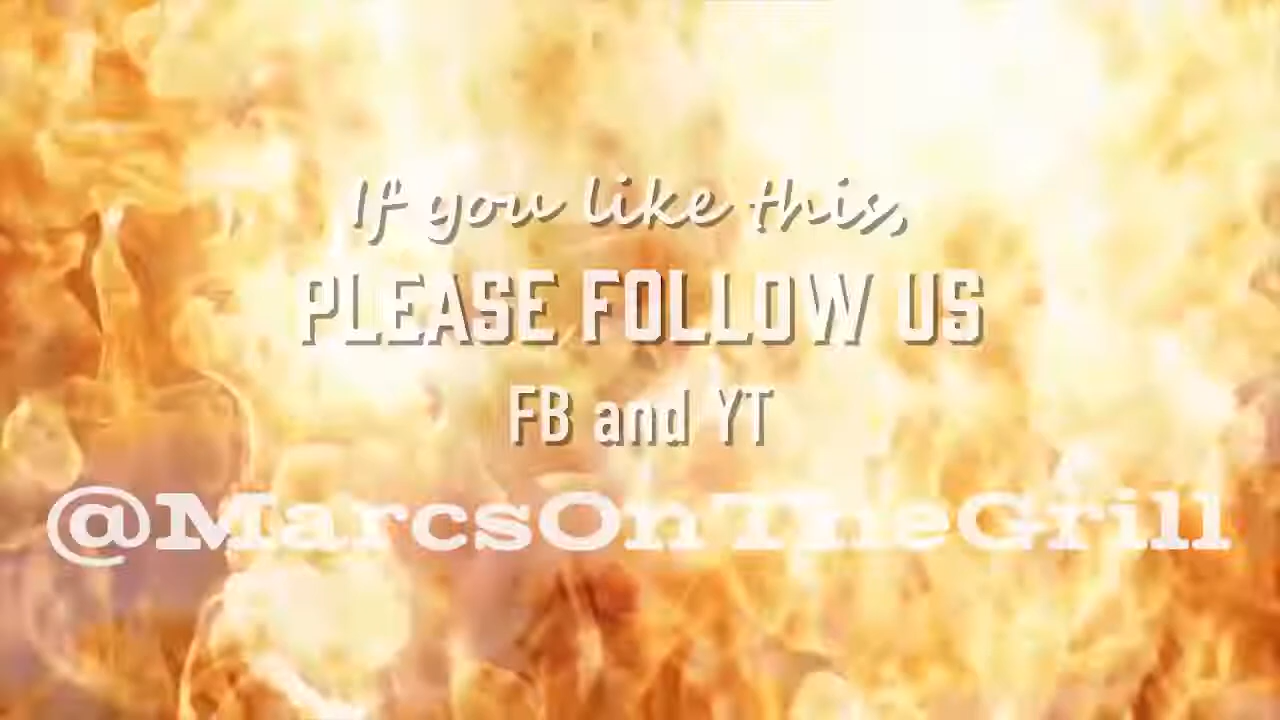 If you like this,
PLEASE FOLLOW US
FB and YT
@MarcsOnTheGrill